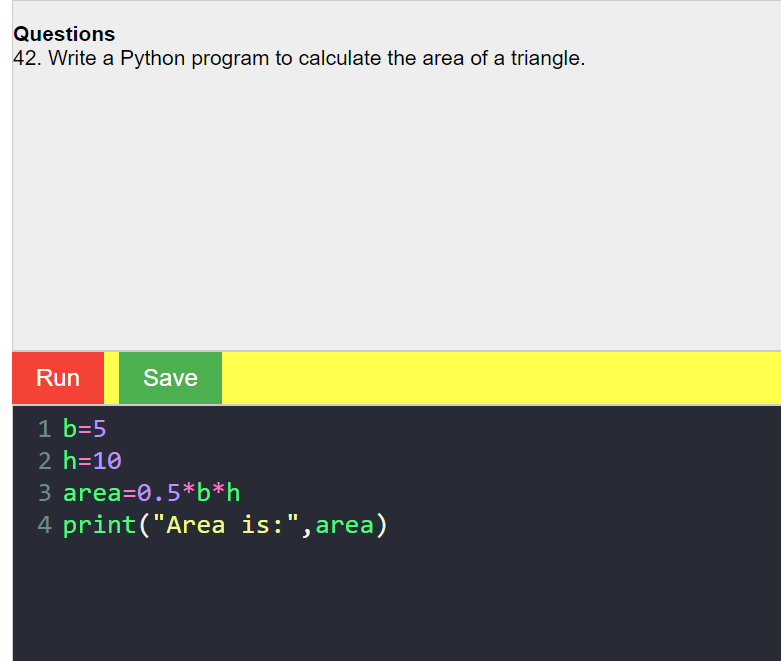 Questions
42. Write a Python program to calculate the area of a triangle.
Run Save
1 b=5
2 h=10
3 area=0.5*b*h
4 print("Area is:",area)